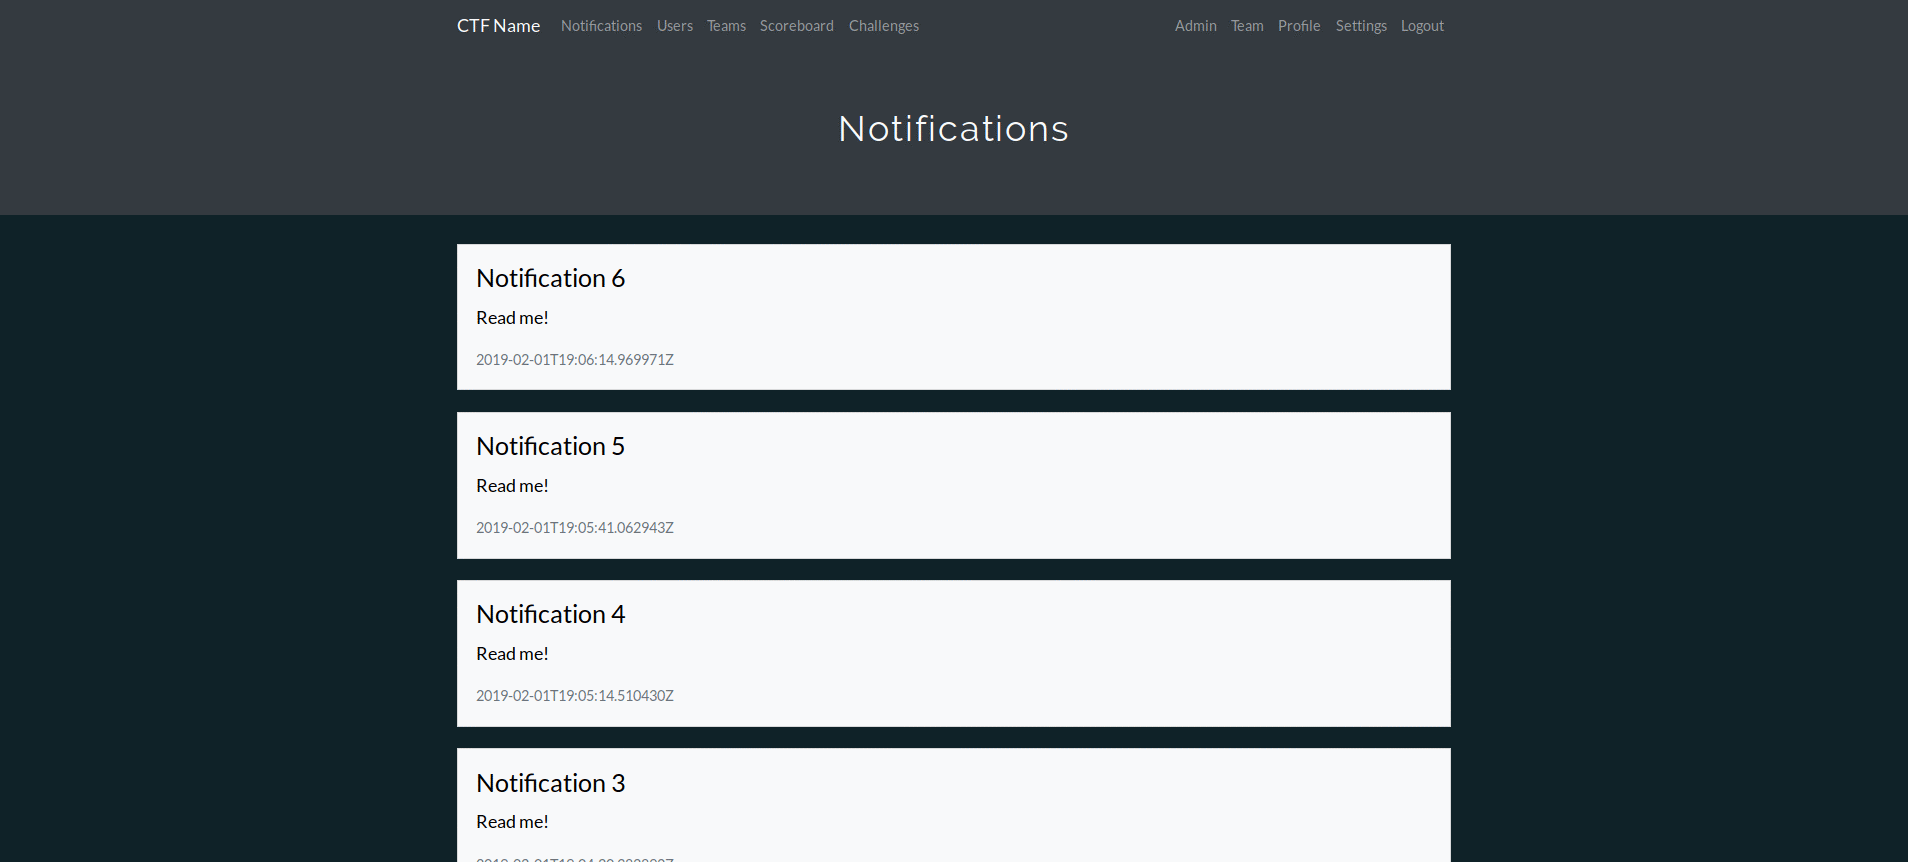 CTF Name Notifications Users Teams Scoreboard Challenges Admin Team Profile Settings Logout
Notifications
Notification 6
Read me!
2019-02-01T19:06:14.969971Z
Notification 5
Read me!
2019-02-01T19:05:41.062943Z
Notification 4
Read me!
2019-02-01T19:05:14.510430Z
Notification 3
Read me!